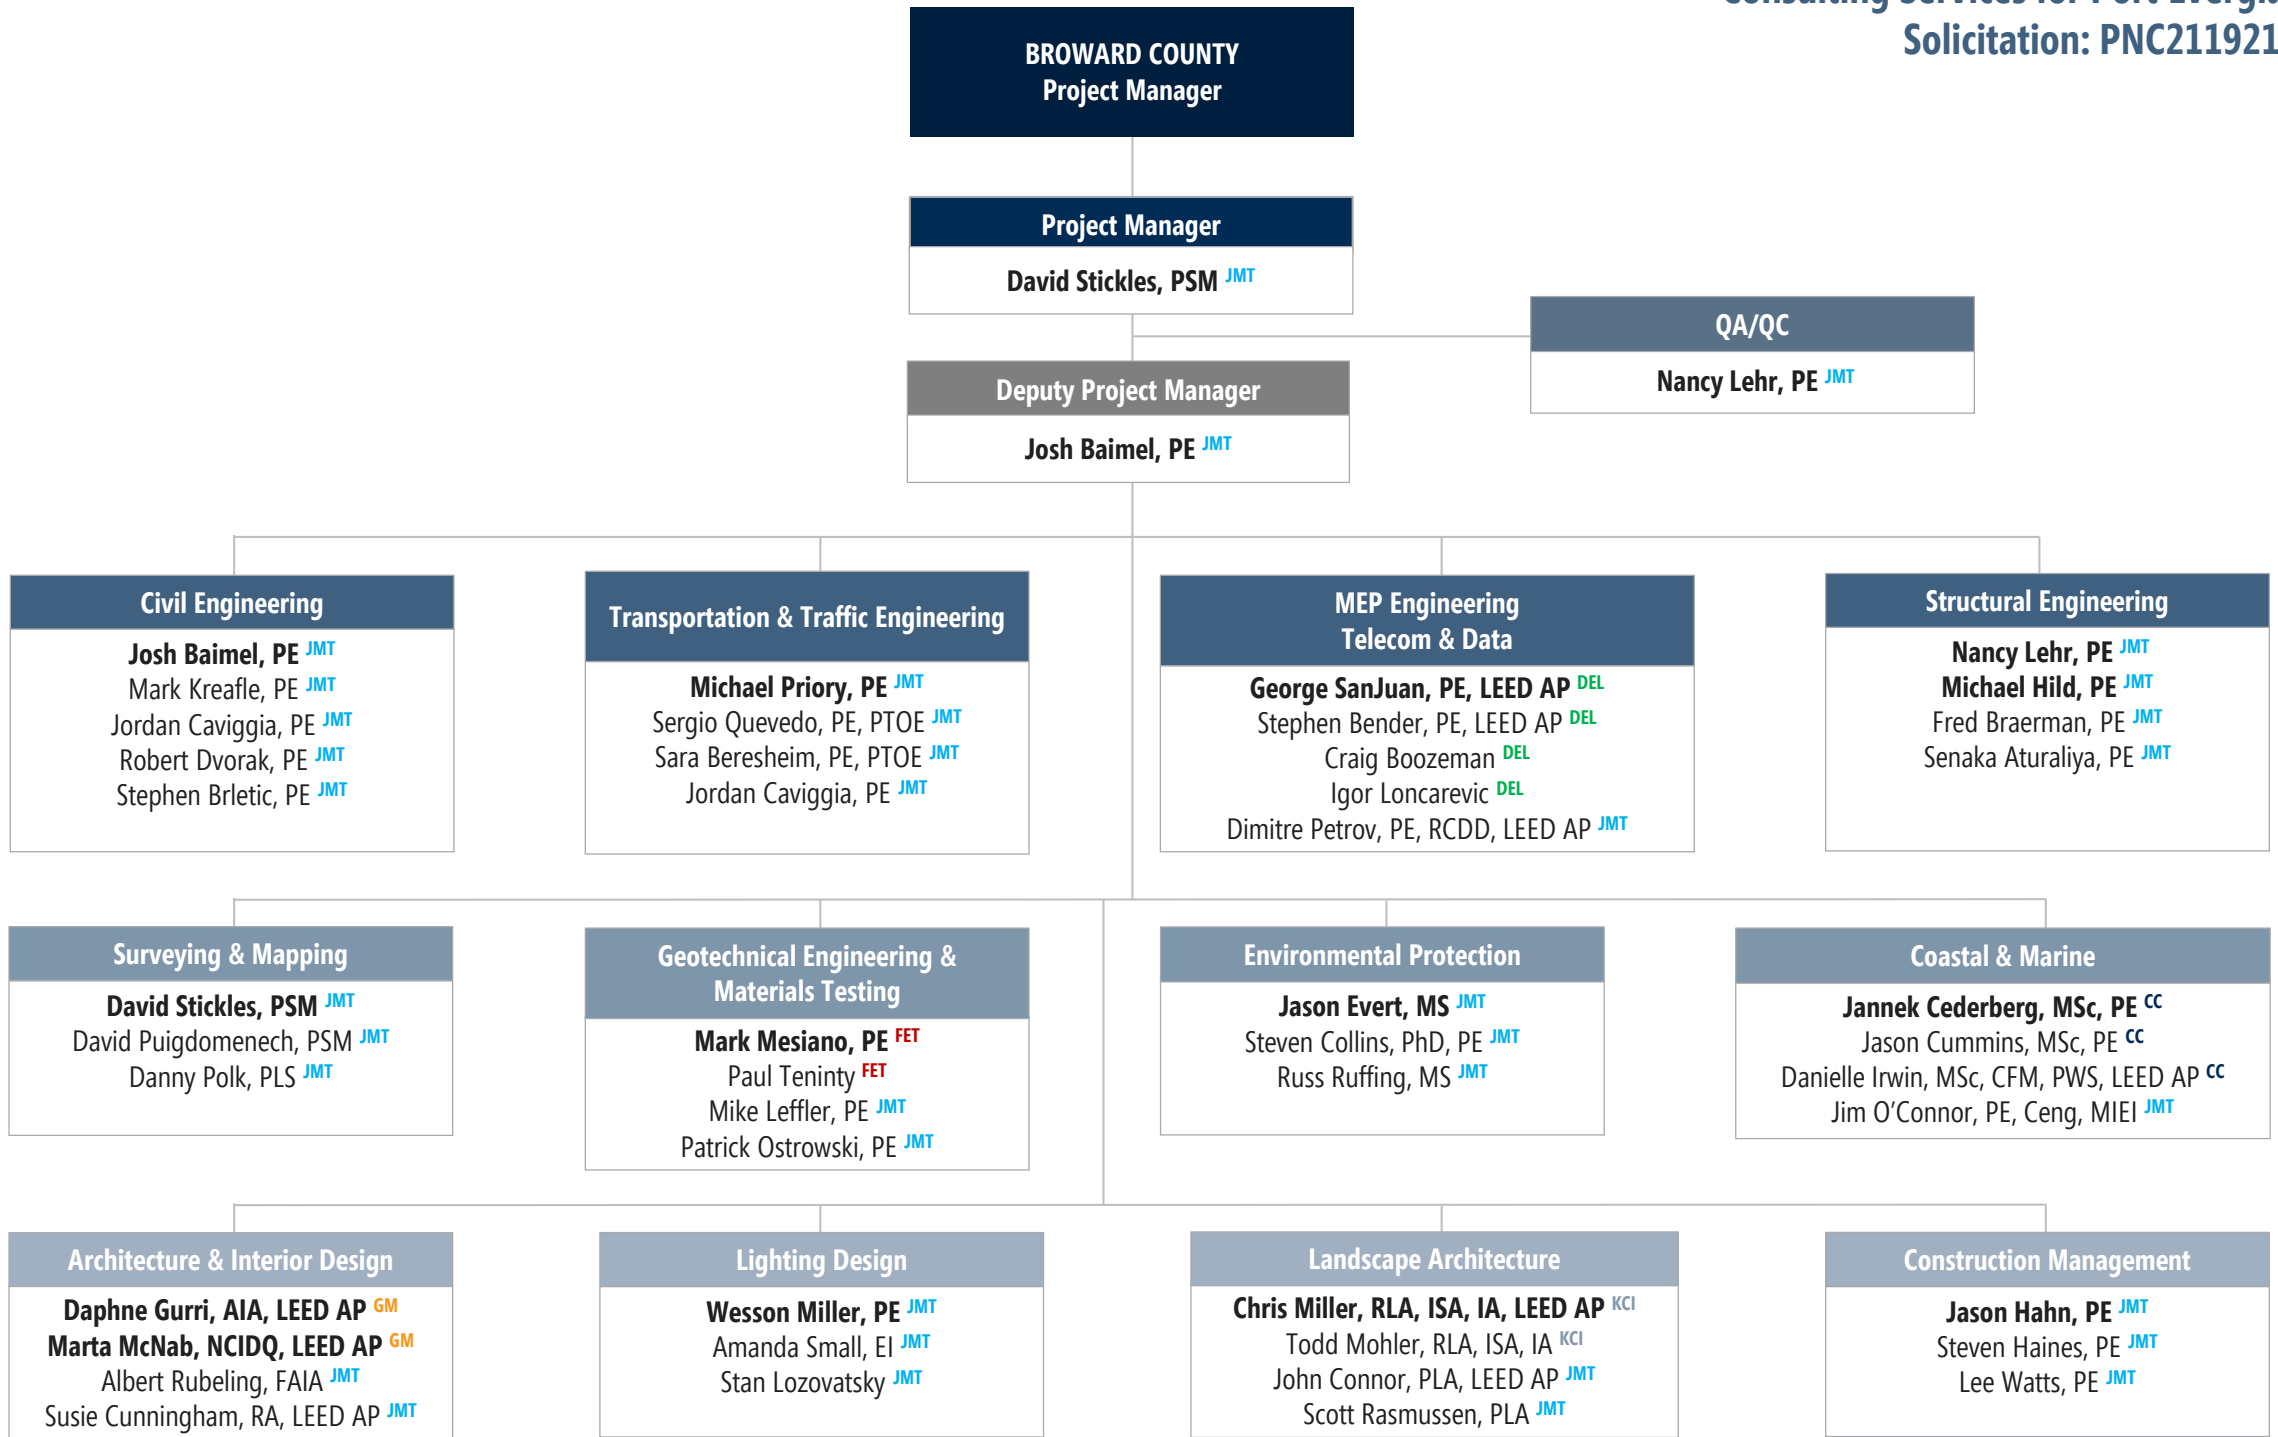 Consulting Services for Port
Solicitation: PNC211921
BROWARD COUNTY
Project Manager
Project Manager
David Stickles, PSM JMT
QA/QC
Nancy Lehr, PE JMT
Deputy Project Manager
Josh Baimel, PE JMT
Civil Engineering
Josh Baimel, PE JMT
Mark Kreafle, PE JMT
Jordan Caviggia, PE JMT
Robert Dvorak, PE JMT
Stephen Brletic, PE JMT
Transportation & Traffic Engineering
Michael Priory, PE JMT
Sergio Quevedo, PE, PTOE JMT
Sara Beresheim, PE, PTOE JMT
Jordan Caviggia, PE JMT
MEP Engineering
Telecom & Data
George SanJuan, PE, LEED AP DEL
Stephen Bender, PE, LEED AP DEL
Craig Boozeman DEL
Igor Loncarevic DEL
Dimitre Petrov, PE, RCDD, LEED AP JMT
Structural Engineering
Nancy Lehr, PE JMT
Michael Hild, PE JMT
Fred Braerman, PE JMT
Senaka Aturaliya, PE JMT
Surveying & Mapping
David Stickles, PSM JMT
David Puigdomenech, PSM JMT
Danny Polk, PLS JMT
Geotechnical Engineering &
Materials Testing
Mark Mesiano, PE FET
Paul Teninty FET
Mike Leffler, PE JMT
Patrick Ostrowski, PE JMT
Environmental Protection
Jason Evert, MS JMT
Steven Collins, PhD, PE JMT
Russ Ruffing, MS JMT
Coastal & Marine
Jannek Cederberg, MSc, PE CC
Jason Cummins, MSc, PE CC
Danielle Irwin, MSc, CFM, PWS, LEED AP CC
Jim O’Connor, PE, Ceng, MIEI JMT
Architecture & Interior Design
Daphne Gurri, AIA, LEED AP GM
Marta McNab, NCIDQ, LEED AP GM
Albert Rubeling, FAIA JMT
Susie Cunningham, RA, LEED AP JMT
Lighting Design
Wesson Miller, PE JMT
Amanda Small, EI JMT
Stan Lozovatsky JMT
Landscape Architecture
Chris Miller, RLA, ISA, IA, LEED AP KCI
Todd Mohler, RLA, ISA, IA KCI
John Connor, PLA, LEED AP JMT
Scott Rasmussen, PLA JMT
Construction Management
Jason Hahn, PE JMT
Steven Haines, PE JMT
Lee Watts, PE JMT